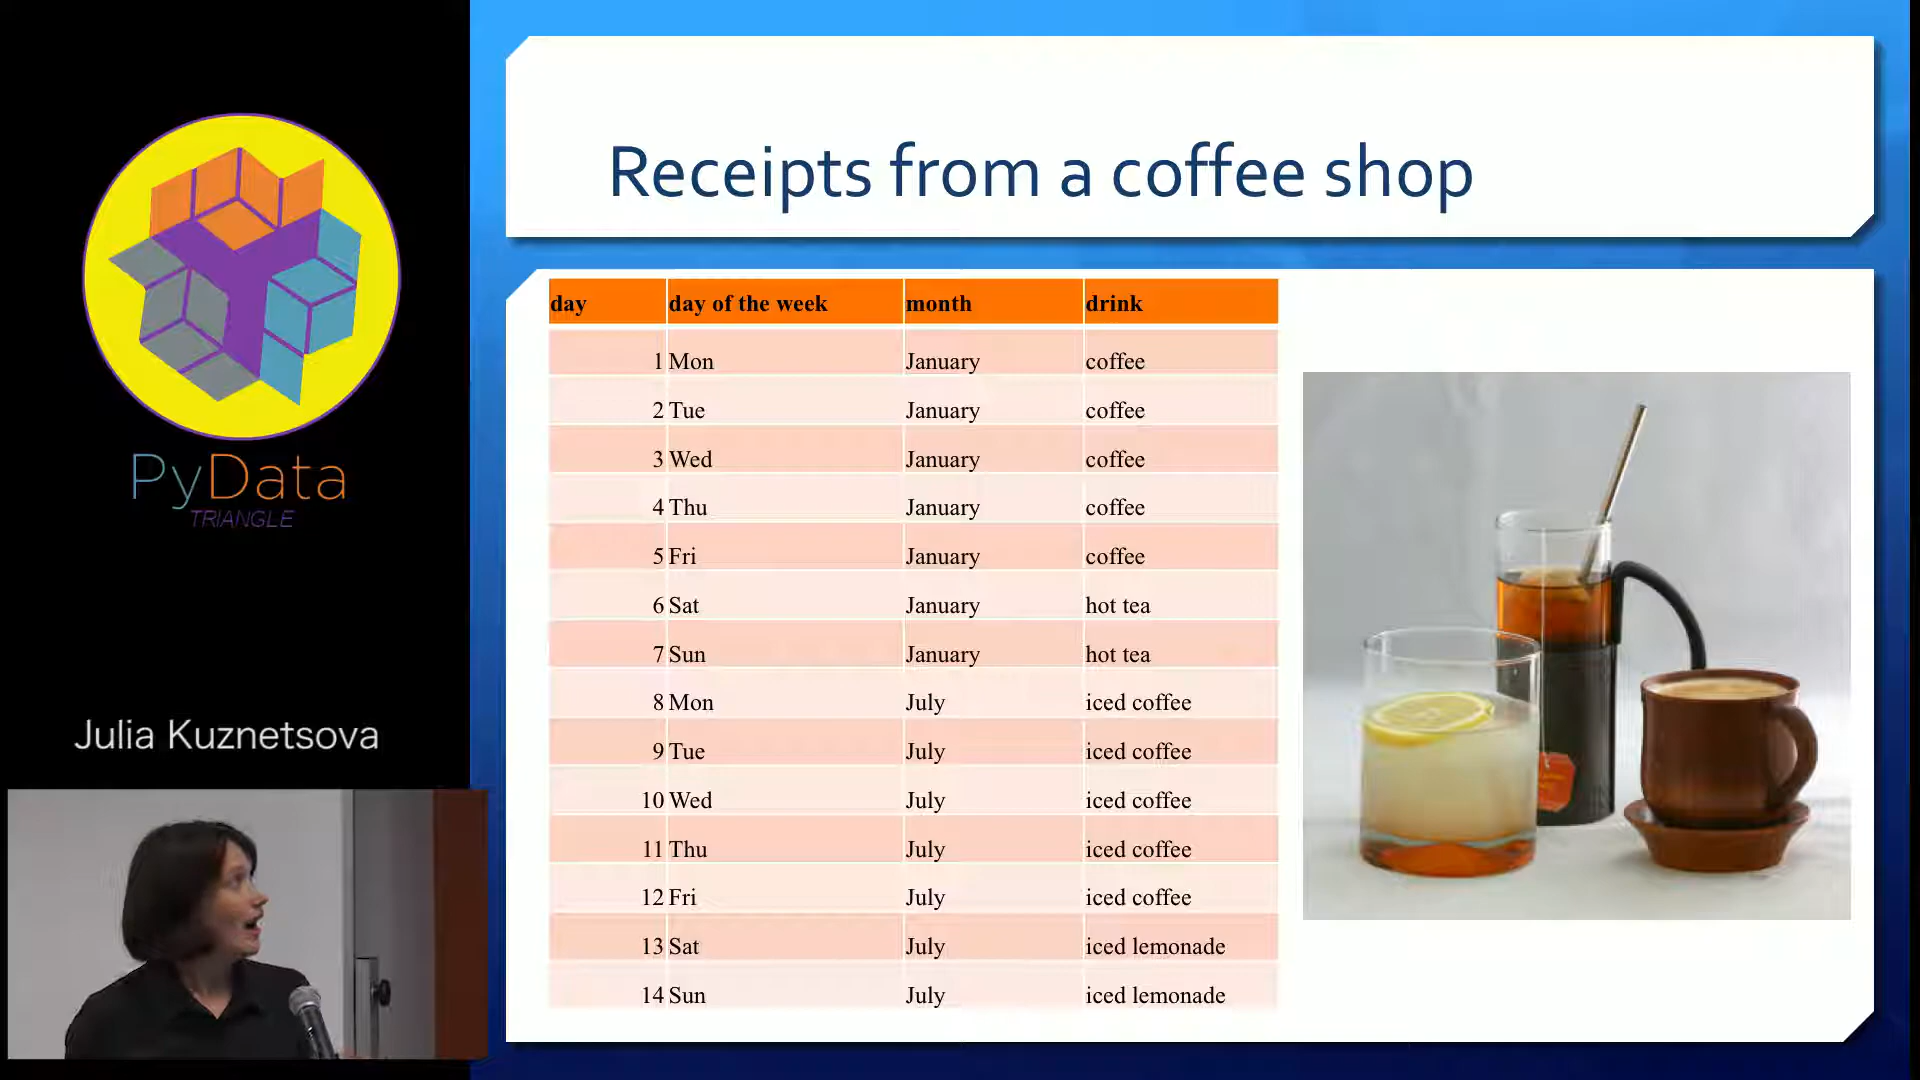 PyData
TRIANGLE
Julia Kuznetsova
Receipts from a coffee shop
day day of the week month drink
1 Mon January coffee
2 Tue January coffee
3 Wed January coffee
4 Thu January coffee
5 Fri January coffee
6 Sat January hot tea
7 Sun January hot tea
8 Mon July iced coffee
9 Tue July iced coffee
10 Wed July iced coffee
11 Thu July iced coffee
12 Fri July iced coffee
13 Sat July iced lemonade
14 Sun July iced lemonade